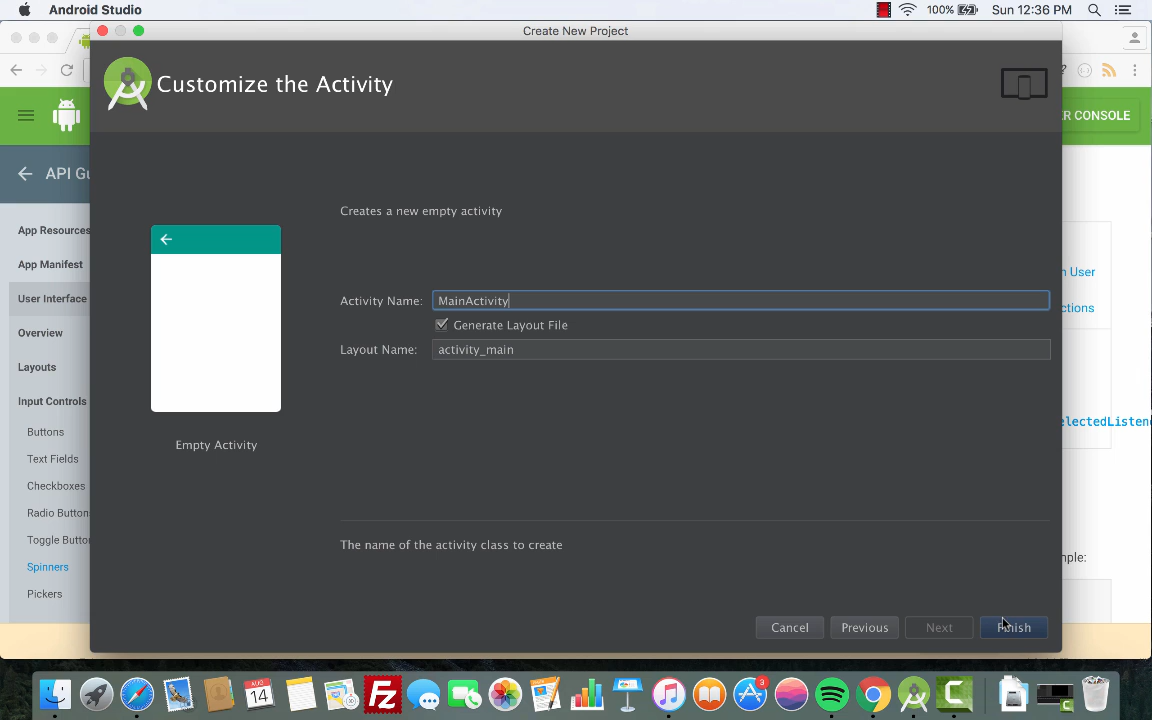 Android Studio
100%
Sun 12:36 PM
Create New Project
Customize the Activity
R CONSOLE
API Gu
App Resources
App Manifest
User Interface
Overview
Layouts
Input Controls
Buttons
Text Fields
Checkboxes
Radio Button
Toggle Butto
Spinners
Pickers
Creates a new empty activity
Activity Name: MainActivity
Generate Layout File
Layout Name: activity_main
Empty Activity
The name of the activity class to create
Cancel
Previous
Next
Finish
n User
ctions
electedListen
nple:
AUG
14
3
Fz